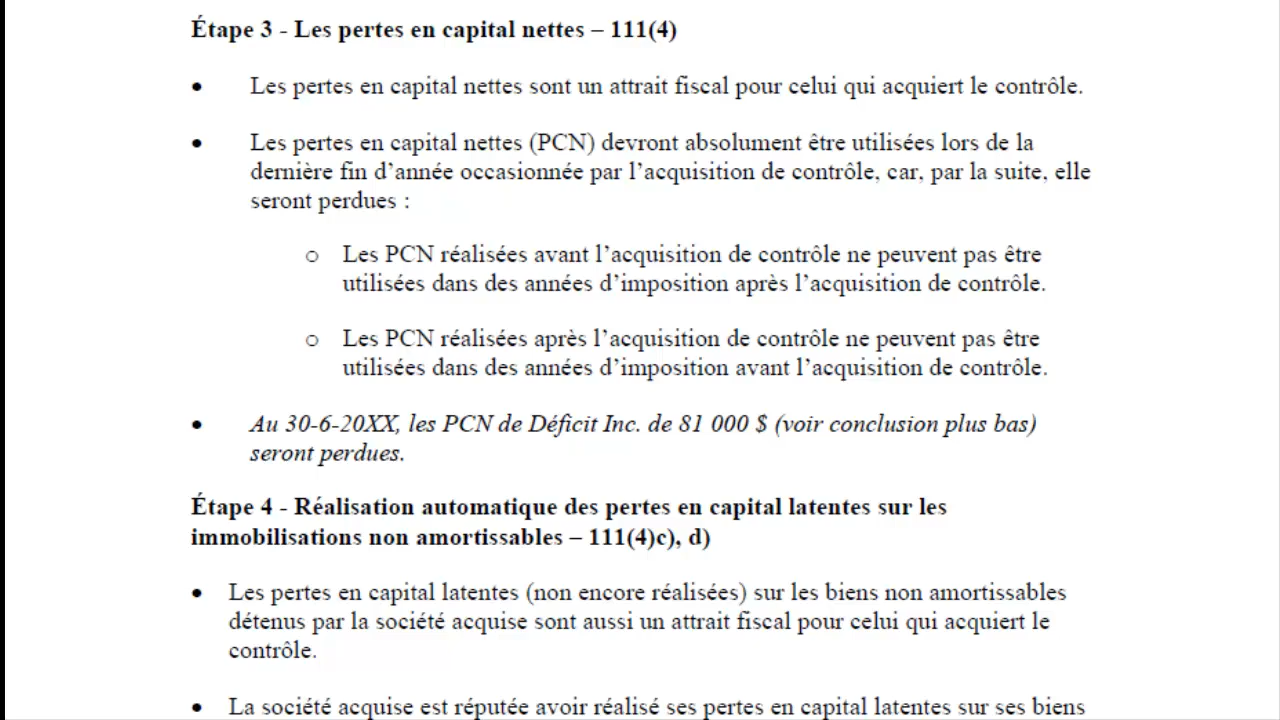 Étape 3 - Les pertes en capital nettes – 111(4)
• Les pertes en capital nettes sont un attrait fiscal pour celui qui acquiert le contrôle.
• Les pertes en capital nettes (PCN) devront absolument être utilisées lors de la
dernière fin d’année occasionnée par l’acquisition de contrôle, car, par la suite, elle
seront perdues :
o Les PCN réalisées avant l’acquisition de contrôle ne peuvent pas être
utilisées dans des années d’imposition après l’acquisition de contrôle.
o Les PCN réalisées après l’acquisition de contrôle ne peuvent pas être
utilisées dans des années d’imposition avant l’acquisition de contrôle.
• Au 30-6-20XX, les PCN de Déficit Inc. de 81 000 $ (voir conclusion plus bas)
seront perdues.
Étape 4 - Réalisation automatique des pertes en capital latentes sur les
immobilisations non amortissables – 111(4)c), d)
• Les pertes en capital latentes (non encore réalisées) sur les biens non amortissables
détenus par la société acquise sont aussi un attrait fiscal pour celui qui acquiert le
contrôle.
• La société acquise est réputée avoir réalisé ses pertes en capital latentes sur ses biens